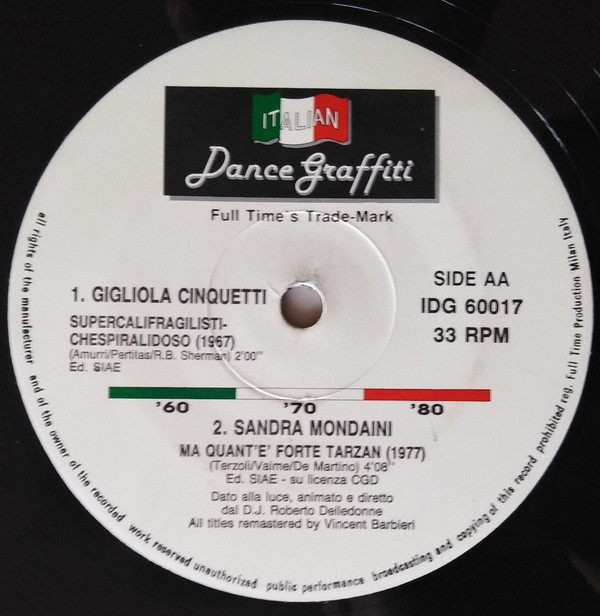 ITALIAN
Dance Graffiti
Full Time's Trade-Mark
SIDE AA
IDG 60017
33 RPM
1. GIGLIOLA CINQUETTI
SUPERCALIFRAGILISTI-
CHESPIRALIDOSO (1967)
(Amurri/Pertitas/R.B. Sherman) 2'00''
Ed. SIAE
'60 '70 '80
2. SANDRA MONDAINI
MA QUANT'E' FORTE TARZAN (1977)
(Terzoli/Vaime/De Martino) 4'08''
Ed. SIAE - su licenza CGD
Dato alla luce, animato e diretto
dal D.J. Roberto Delledonne
All titles remastered by Vincent Barbieri
all rights of the manufacturer and of the owner of the recorded work reserved unauthorized public performance broadcasting and copying of this record prohibited reg. Full Time Production Milan Italy